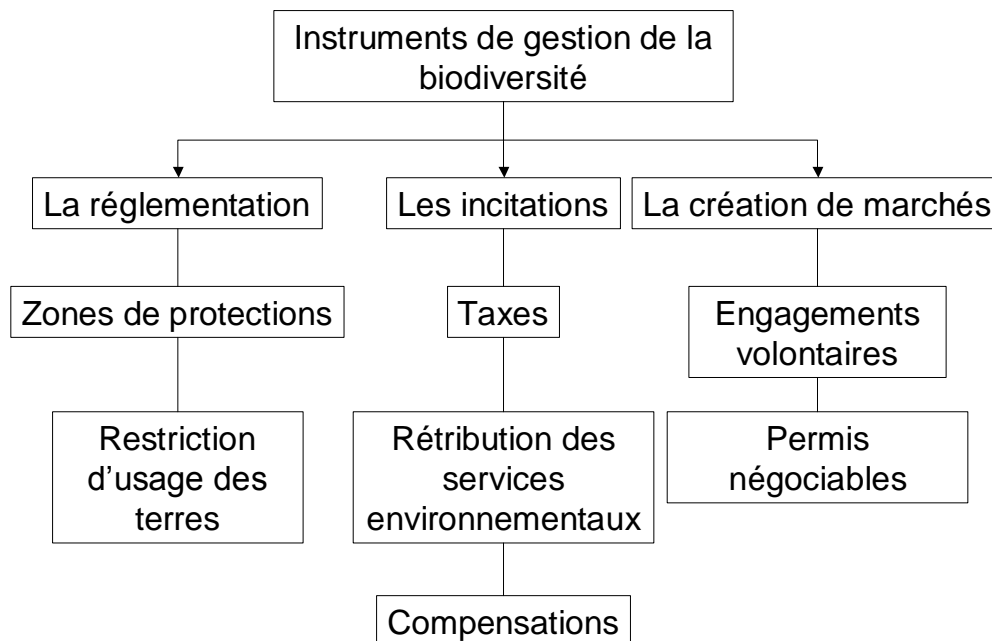 Instruments de gestion de la
biodiversité
La réglementation
Les incitations
La création de marchés
Zones de protections
Taxes
Engagements
volontaires
Restriction
d’usage des
terres
Rétribution des
services
environnementaux
Permis
négociables
Compensations